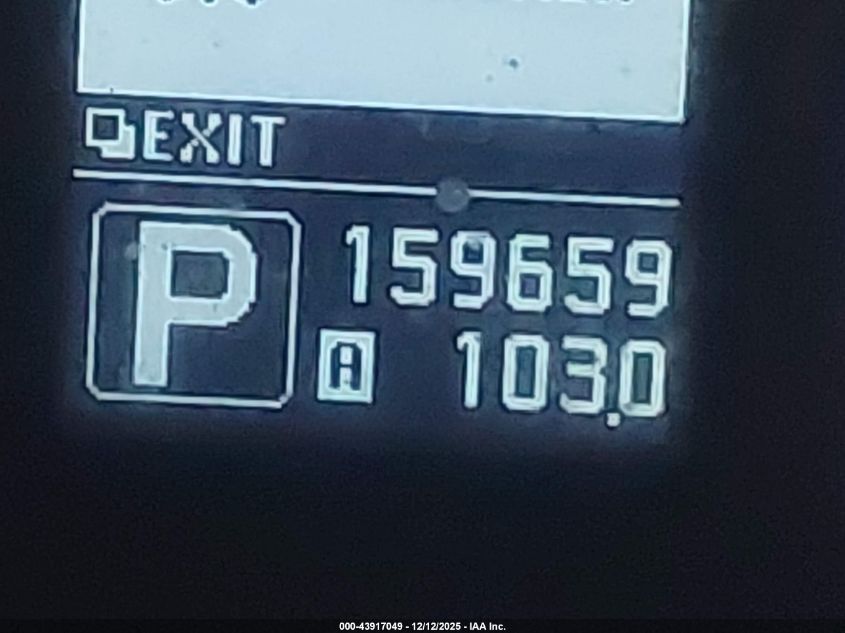 EXIT
P
159659
A 103.0
000-43917049 - 12/12/2025 - IAA Inc.